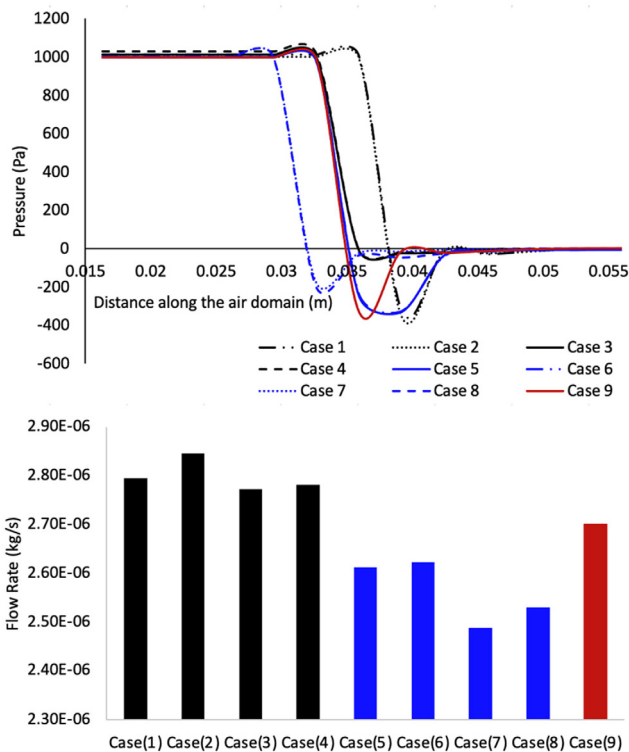 1200
1000
800
600
400
200
0
-200
-400
-600
Pressure (Pa)
0.015 0.02 0.025 0.03 0.035 0.04 0.045 0.05 0.055
Distance along the air domain (m)
Case 1 Case 2 Case 3
Case 4 Case 5 Case 6
Case 7 Case 8 Case 9
2.90E-06
2.80E-06
2.70E-06
2.60E-06
2.50E-06
2.40E-06
2.30E-06
Flow Rate (kg/s)
Case(1) Case(2) Case(3) Case(4) Case(5) Case(6) Case(7) Case(8) Case(9)